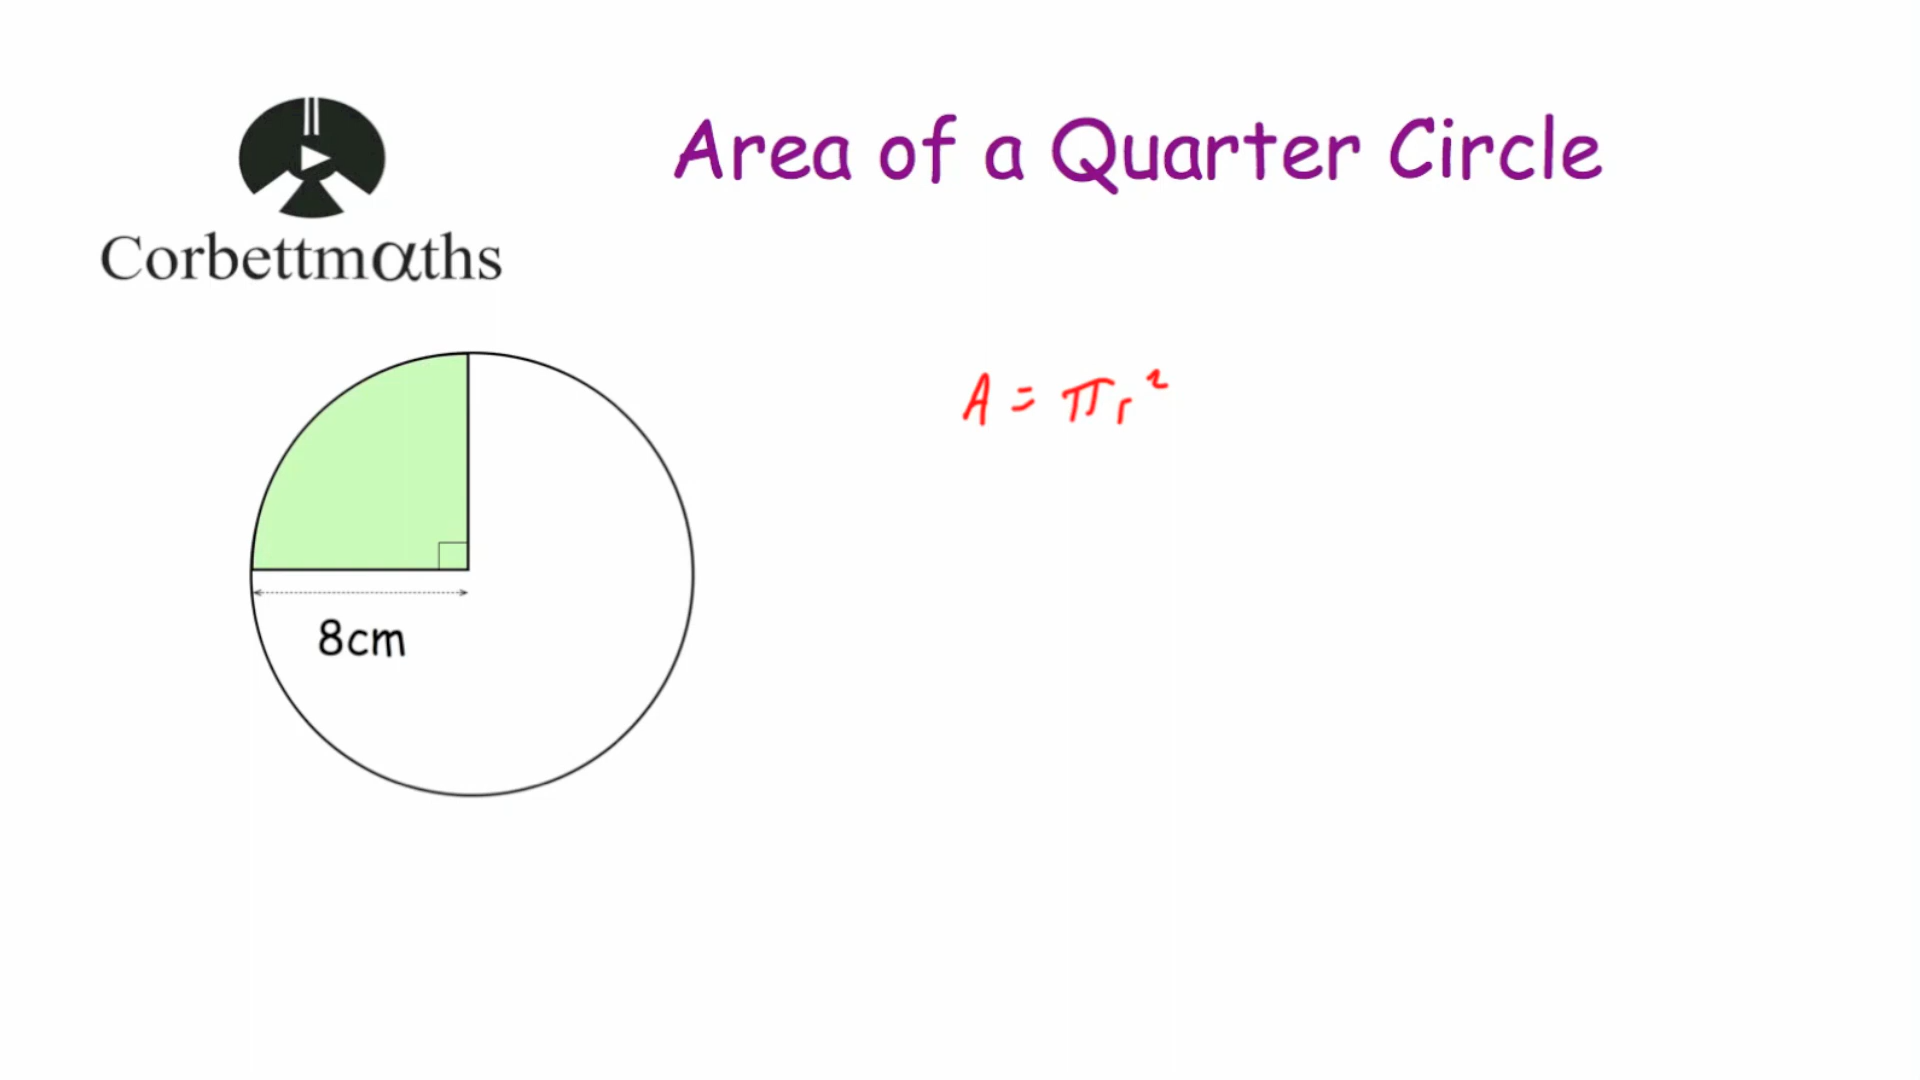 Area of a Quarter Circle
Corbettmαths
A = πr²
8cm